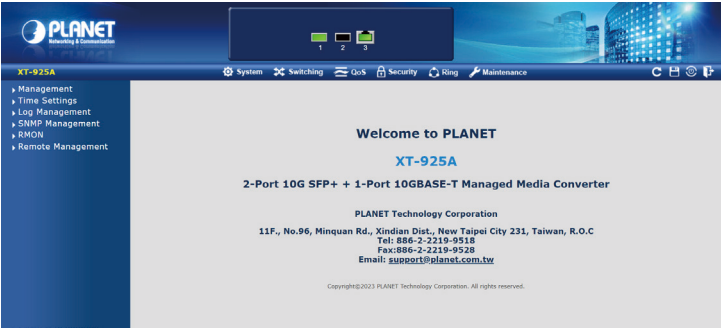 PLANET
Networking & Communication
1 2 3
XT-925A
System Switching QoS Security Ring Maintenance
Management
Time Settings
Log Management
SNMP Management
RMON
Remote Management
Welcome to PLANET
XT-925A
2-Port 10G SFP+ + 1-Port 10GBASE-T Managed Media Converter
PLANET Technology Corporation
11F., No.96, Minquan Rd., Xindian Dist., New Taipei City 231, Taiwan, R.O.C
Tel: 886-2-2219-9518
Fax:886-2-2219-9528
Email: support@planet.com.tw
Copyright©2023 PLANET Technology Corporation. All rights reserved.